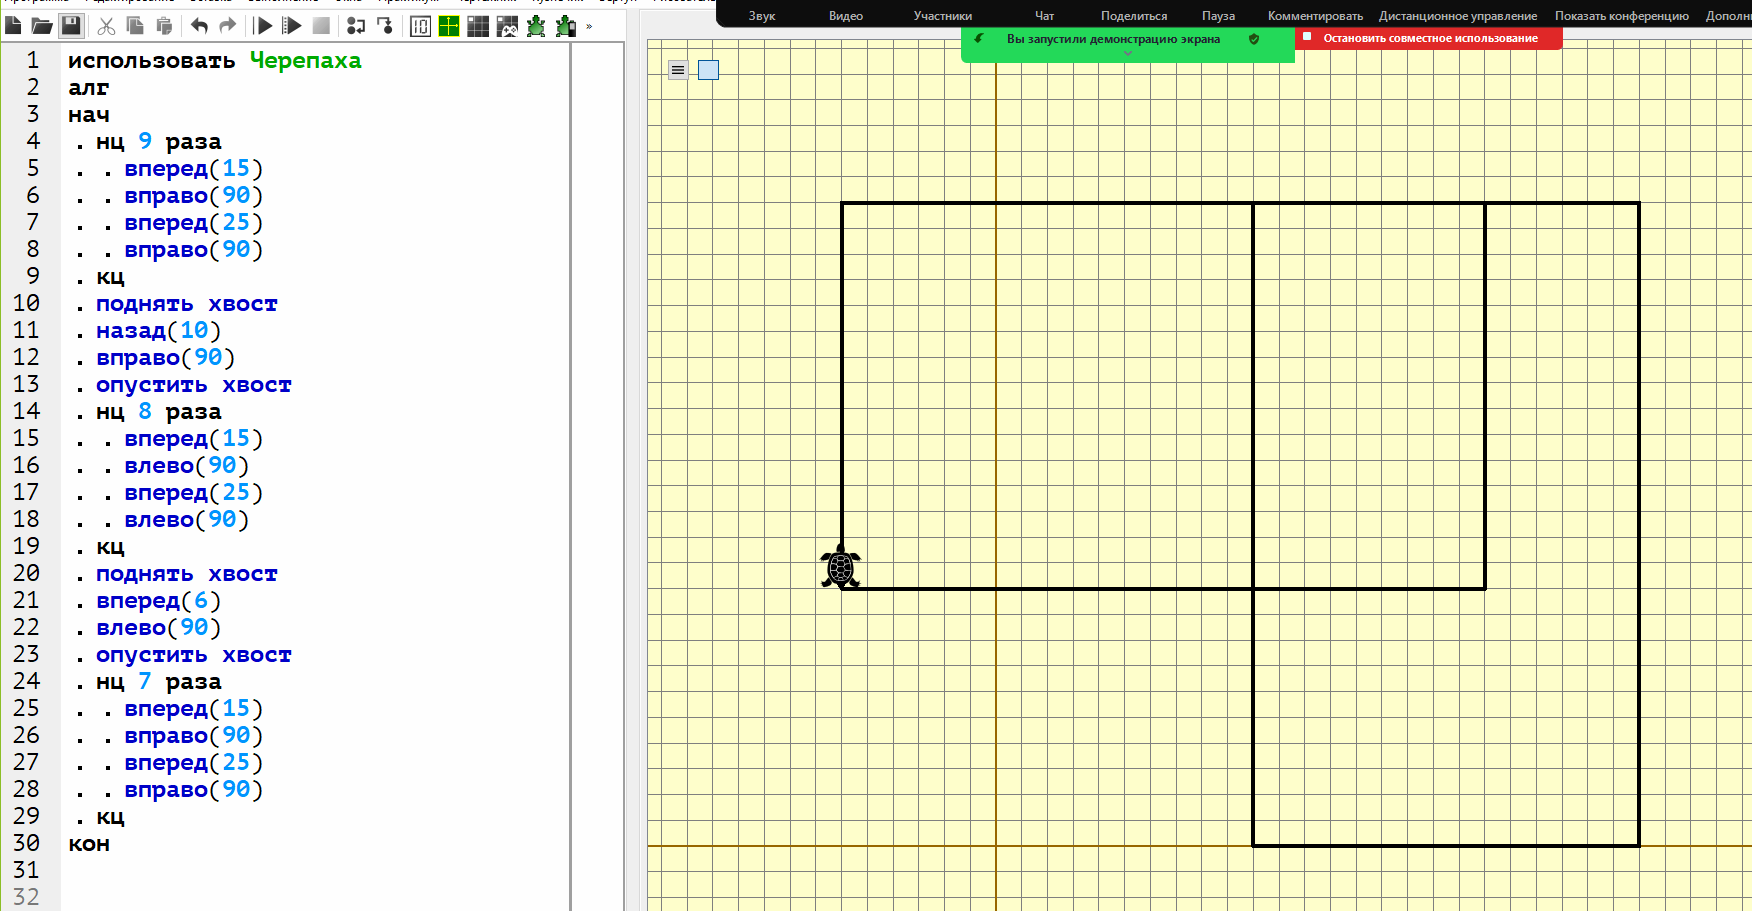 Звук Видео Участники Чат Поделиться Пауза Комментировать Дистанционное управление Показать конференцию
Вы запустили демонстрацию экрана Остановить совместное использование
1 использовать Черепаха
2 алг
3 нач
4 . нц 9 раза
5 . . вперед(15)
6 . . вправо(90)
7 . . вперед(25)
8 . . вправо(90)
9 . кц
10 . поднять хвост
11 . назад(10)
12 . вправо(90)
13 . опустить хвост
14 . нц 8 раза
15 . . вперед(15)
16 . . влево(90)
17 . . вперед(25)
18 . . влево(90)
19 . кц
20 . поднять хвост
21 . вперед(6)
22 . влево(90)
23 . опустить хвост
24 . нц 7 раза
25 . . вперед(15)
26 . . вправо(90)
27 . . вперед(25)
28 . . вправо(90)
29 . кц
30 кон
31
32